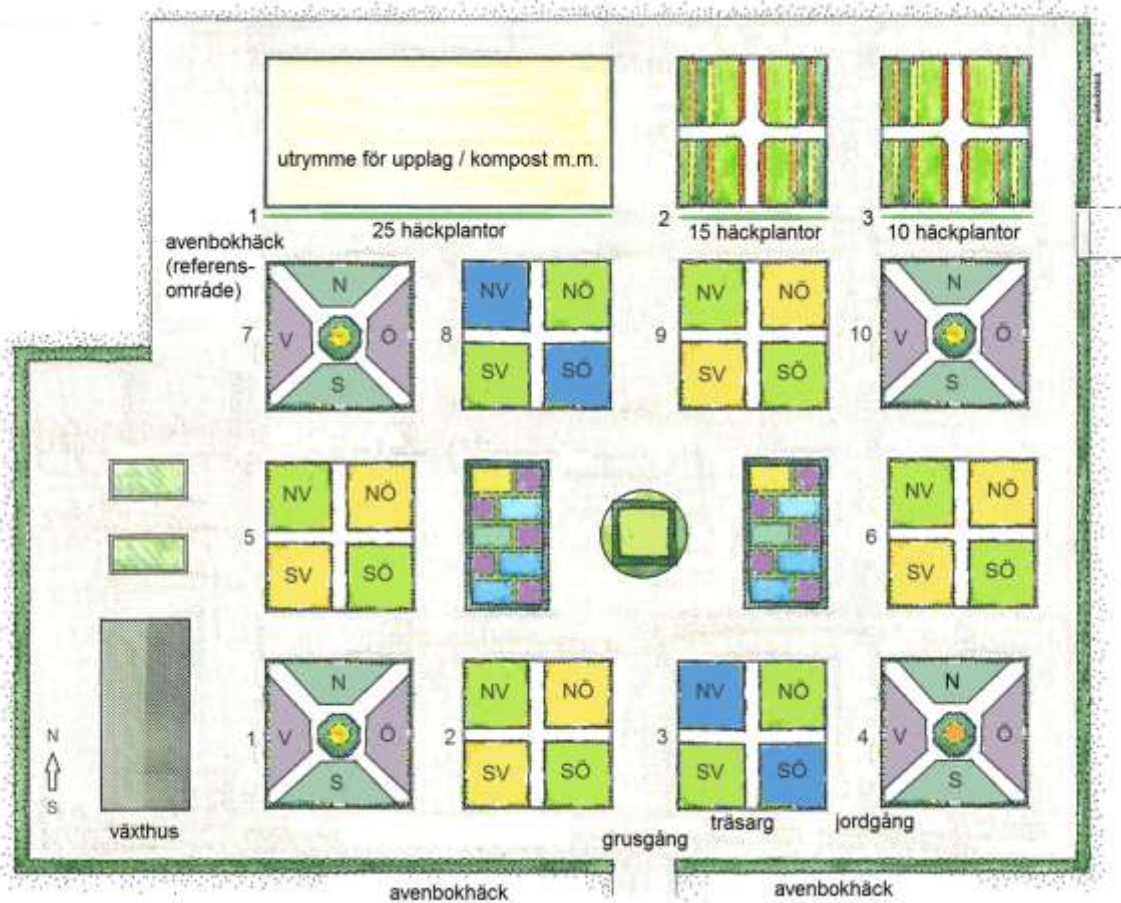 utrymme för upplag / kompost m.m.
1 2 3
25 häckplantor 15 häckplantor 10 häckplantor
avenbokhäck
(referens-
område)
N NV NÖ NV NÖ N
7 V Ö 8 9 10 V Ö
S SV SÖ SV SÖ S
NV NÖ NV NÖ
5 6
SV SÖ SV SÖ
N NV NÖ NV NÖ N
1 V Ö 2 3 4 V Ö
S SV SÖ SV SÖ S
N
S
växthus
träsarg jordgång
grusgång
avenbokhäck avenbokhäck